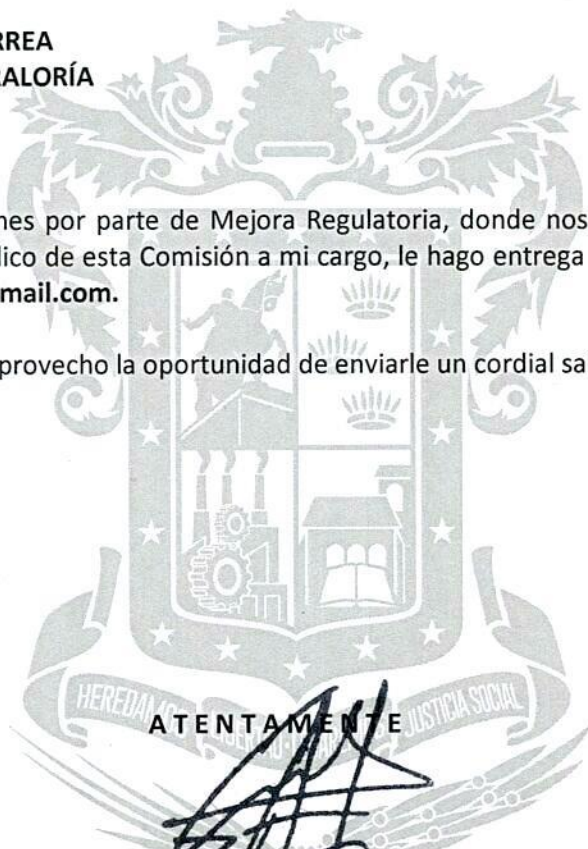 RREA
RALORÍA
nes por parte de Mejora Regulatoria, donde nos
lico de esta Comisión a mi cargo, le hago entrega
mail.com.
provecho la oportunidad de enviarle un cordial sa
HEREDAMOS
JUSTICIA SOCIAL
ATENTAMENTE